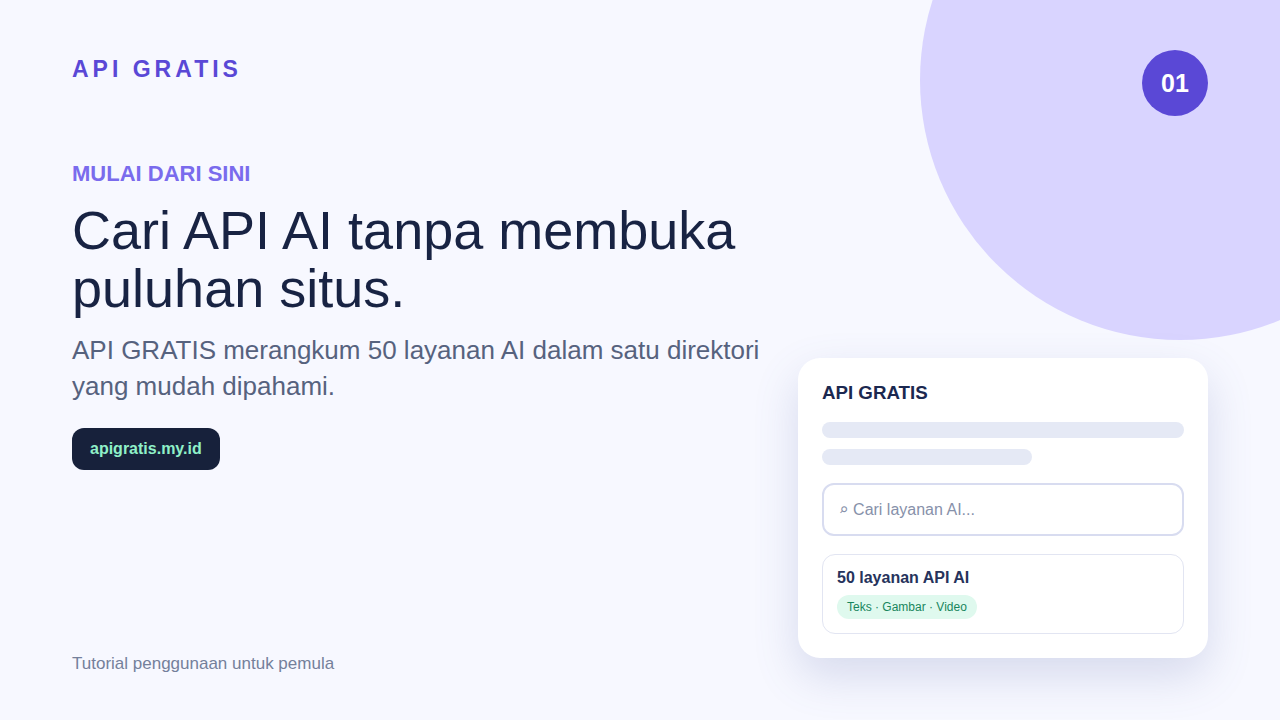 API GRATIS
01
MULAI DARI SINI
Cari API AI tanpa membuka
puluhan situs.
API GRATIS merangkum 50 layanan AI dalam satu direktori
yang mudah dipahami.
apigratis.my.id
API GRATIS
⌕ Cari layanan AI...
50 layanan API AI
Teks · Gambar · Video
Tutorial penggunaan untuk pemula